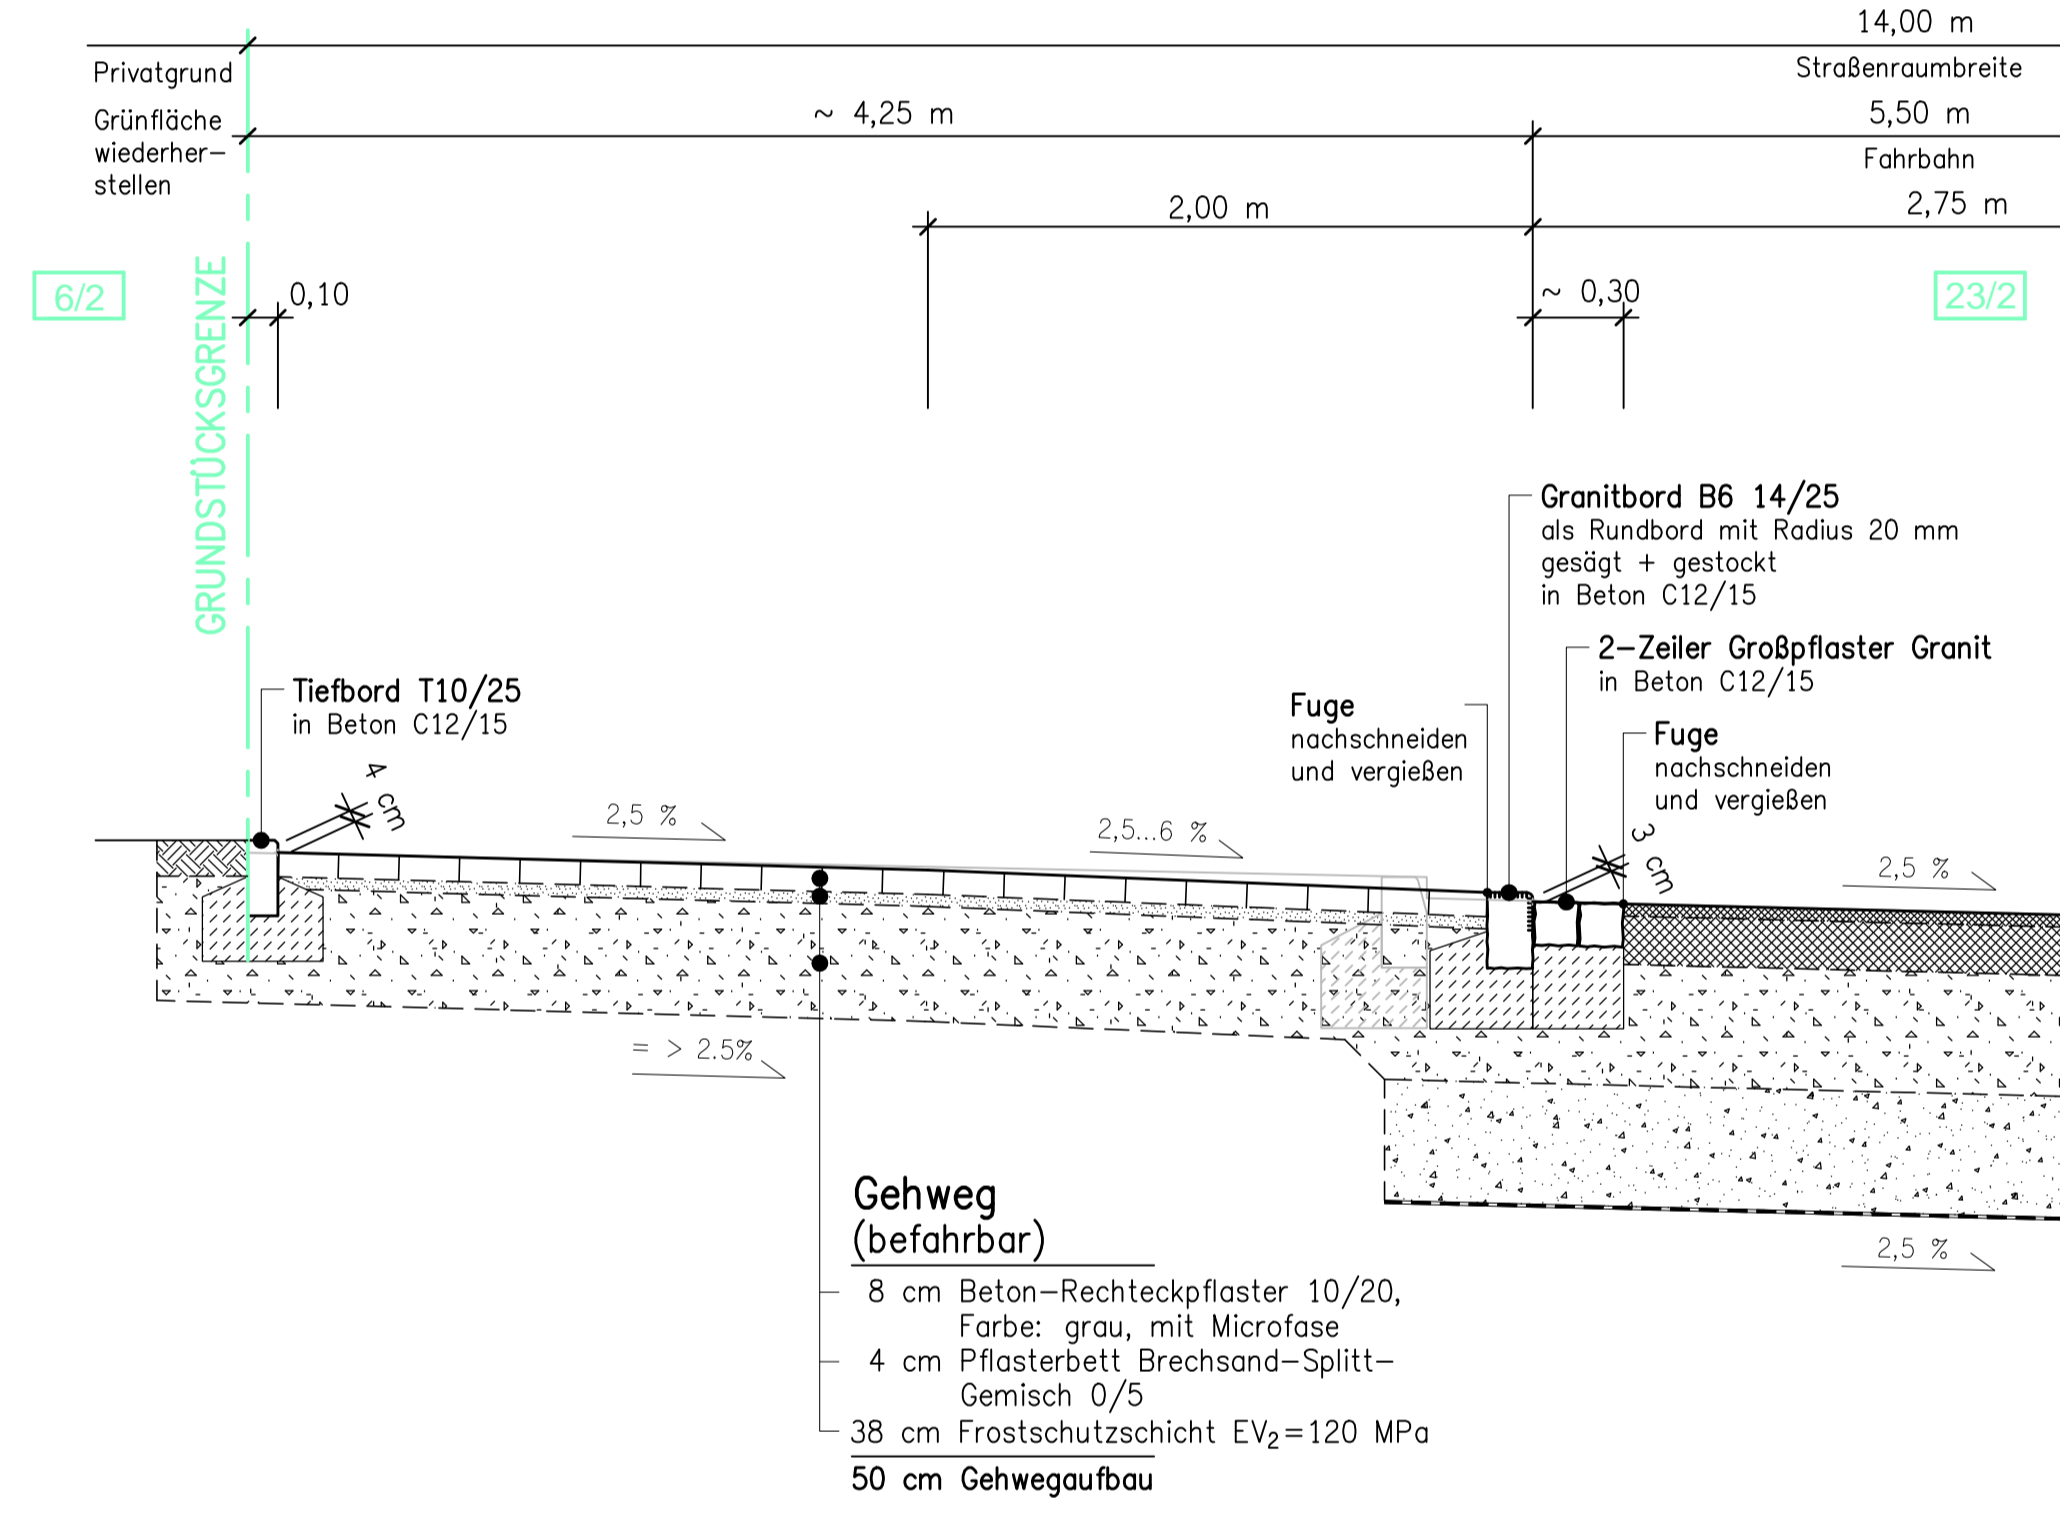 14,00 m
Privatgrund
Straßenraumbreite
Grünfläche
wiederher-
stellen
~ 4,25 m
5,50 m
Fahrbahn
2,00 m
2,75 m
6/2
GRUNDSTÜCKSGRENZE
0,10
~ 0,30
23/2
Granitbord B6 14/25
als Rundbord mit Radius 20 mm
gesägt + gestockt
in Beton C12/15
2-Zeiler Großpflaster Granit
in Beton C12/15
Tiefbord T10/25
in Beton C12/15
Fuge
nachschneiden
und vergießen
Fuge
nachschneiden
und vergießen
4 cm
2,5 %
2,5...6 %
3 cm
2,5 %
= > 2.5%
Gehweg
(befahrbar)
8 cm Beton-Rechteckpflaster 10/20,
Farbe: grau, mit Microfase
4 cm Pflasterbett Brechsand-Splitt-
Gemisch 0/5
38 cm Frostschutzschicht EV₂=120 MPa
50 cm Gehwegaufbau
2,5 %